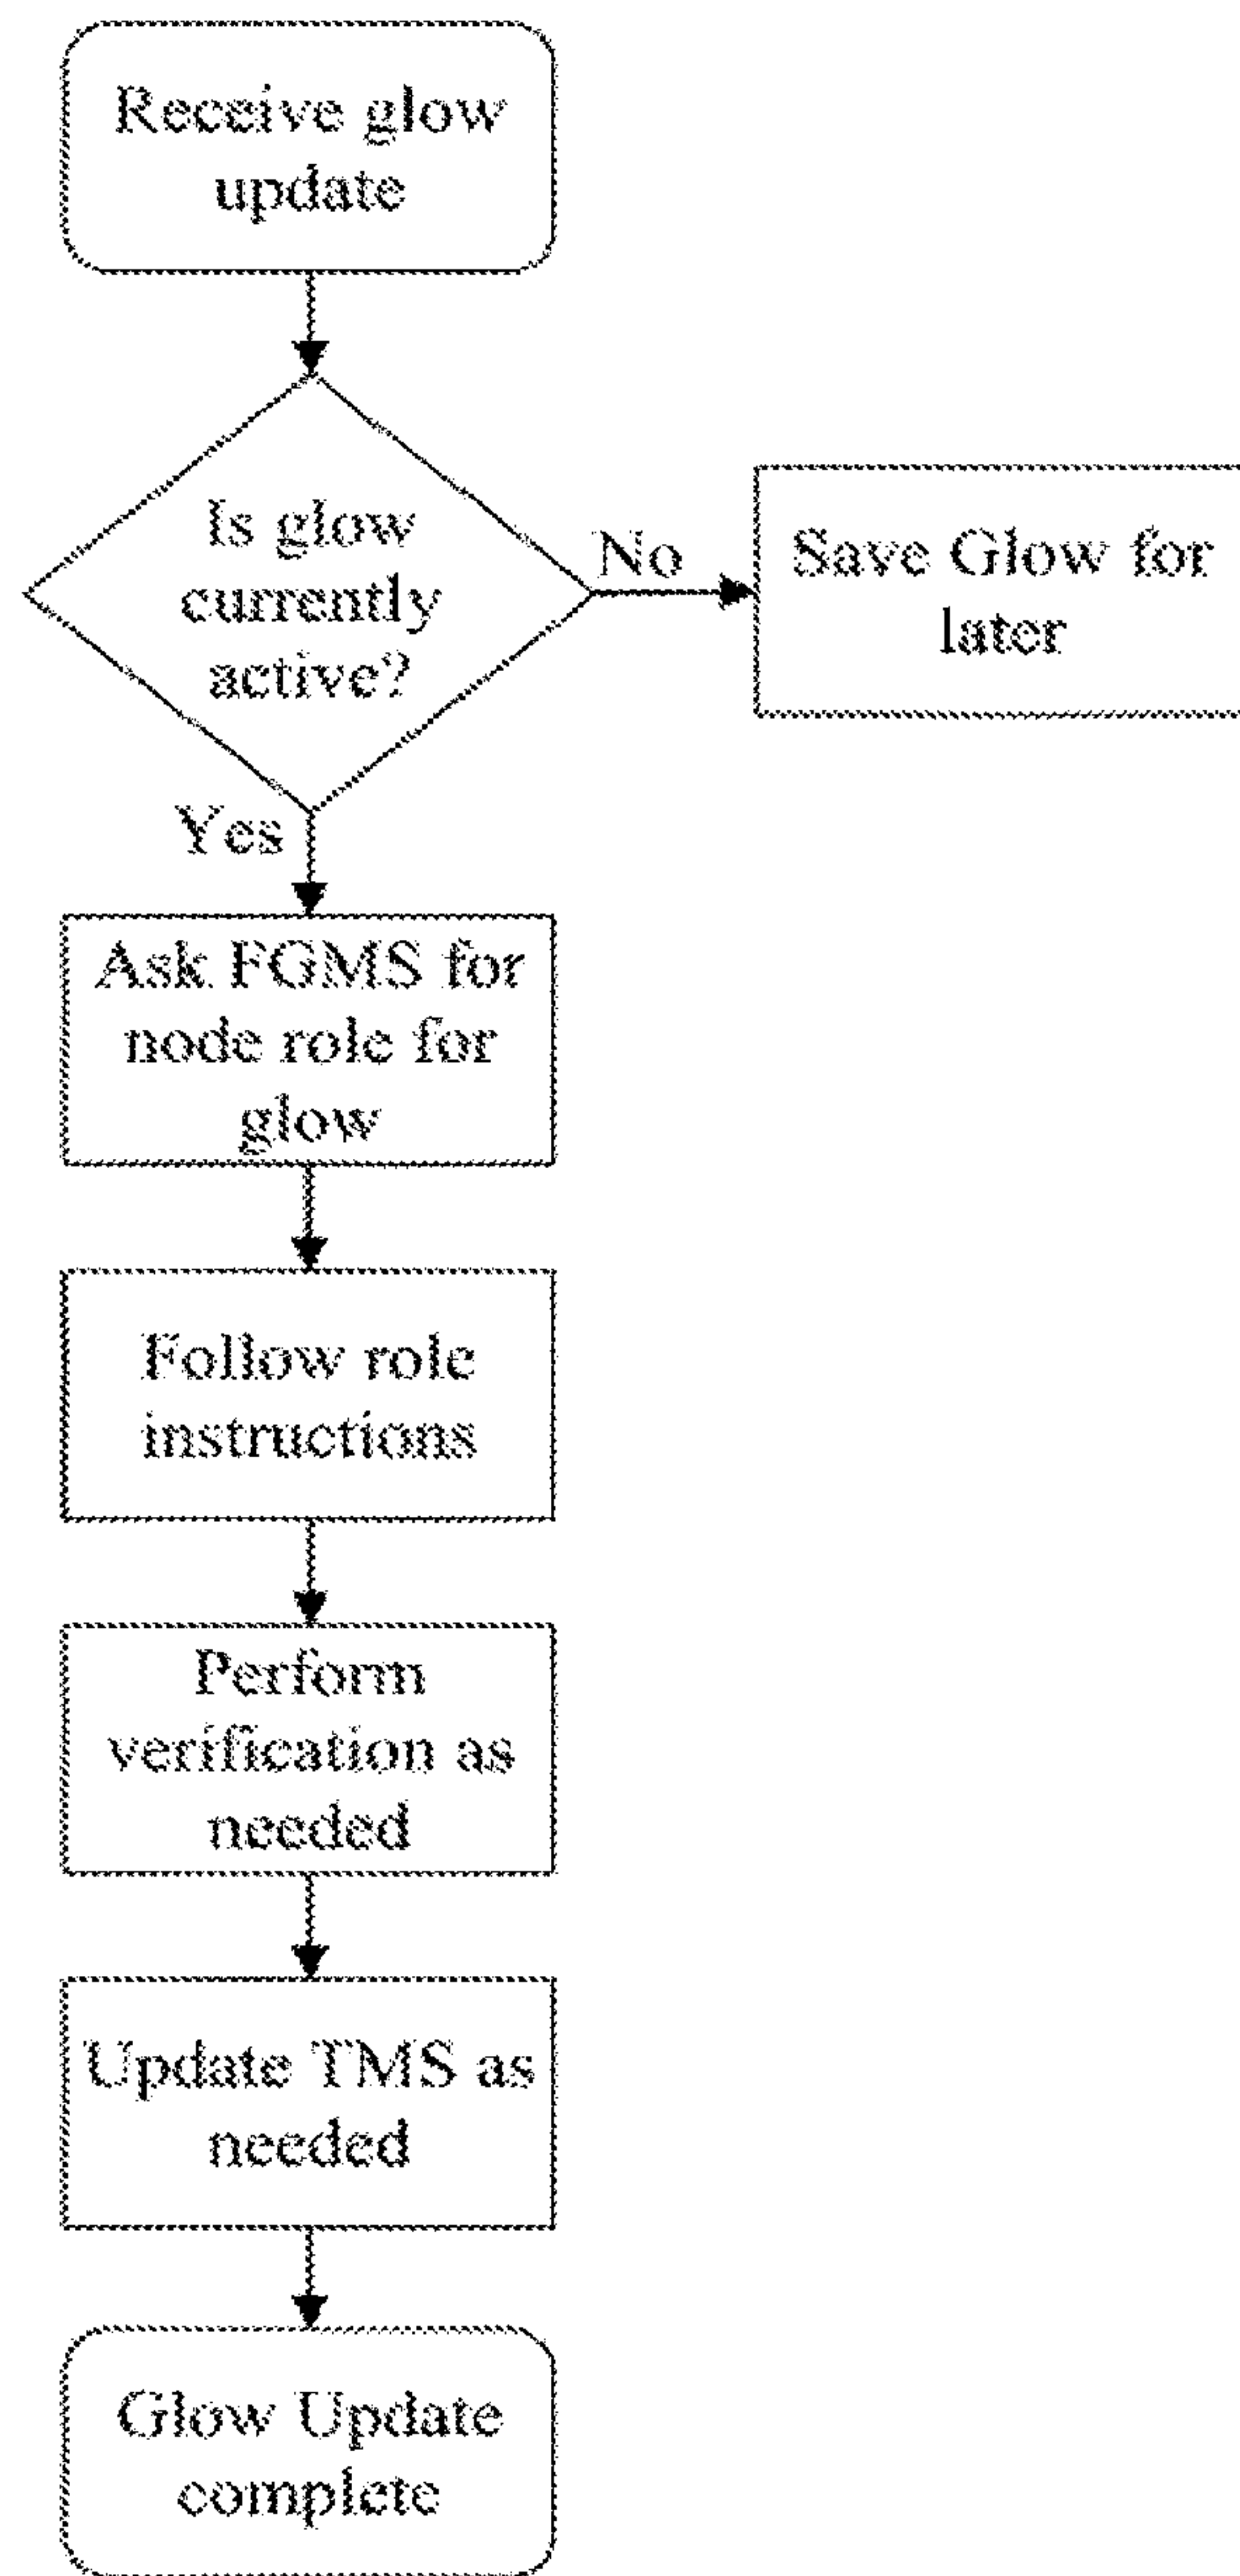 Receive glow
update
Is glow
currently
active?
No
Save Glow for
later
Yes
Ask FGMS for
node role for
glow
Follow role
instructions
Perform
verification as
needed
Update TMS as
needed
Glow Update
complete